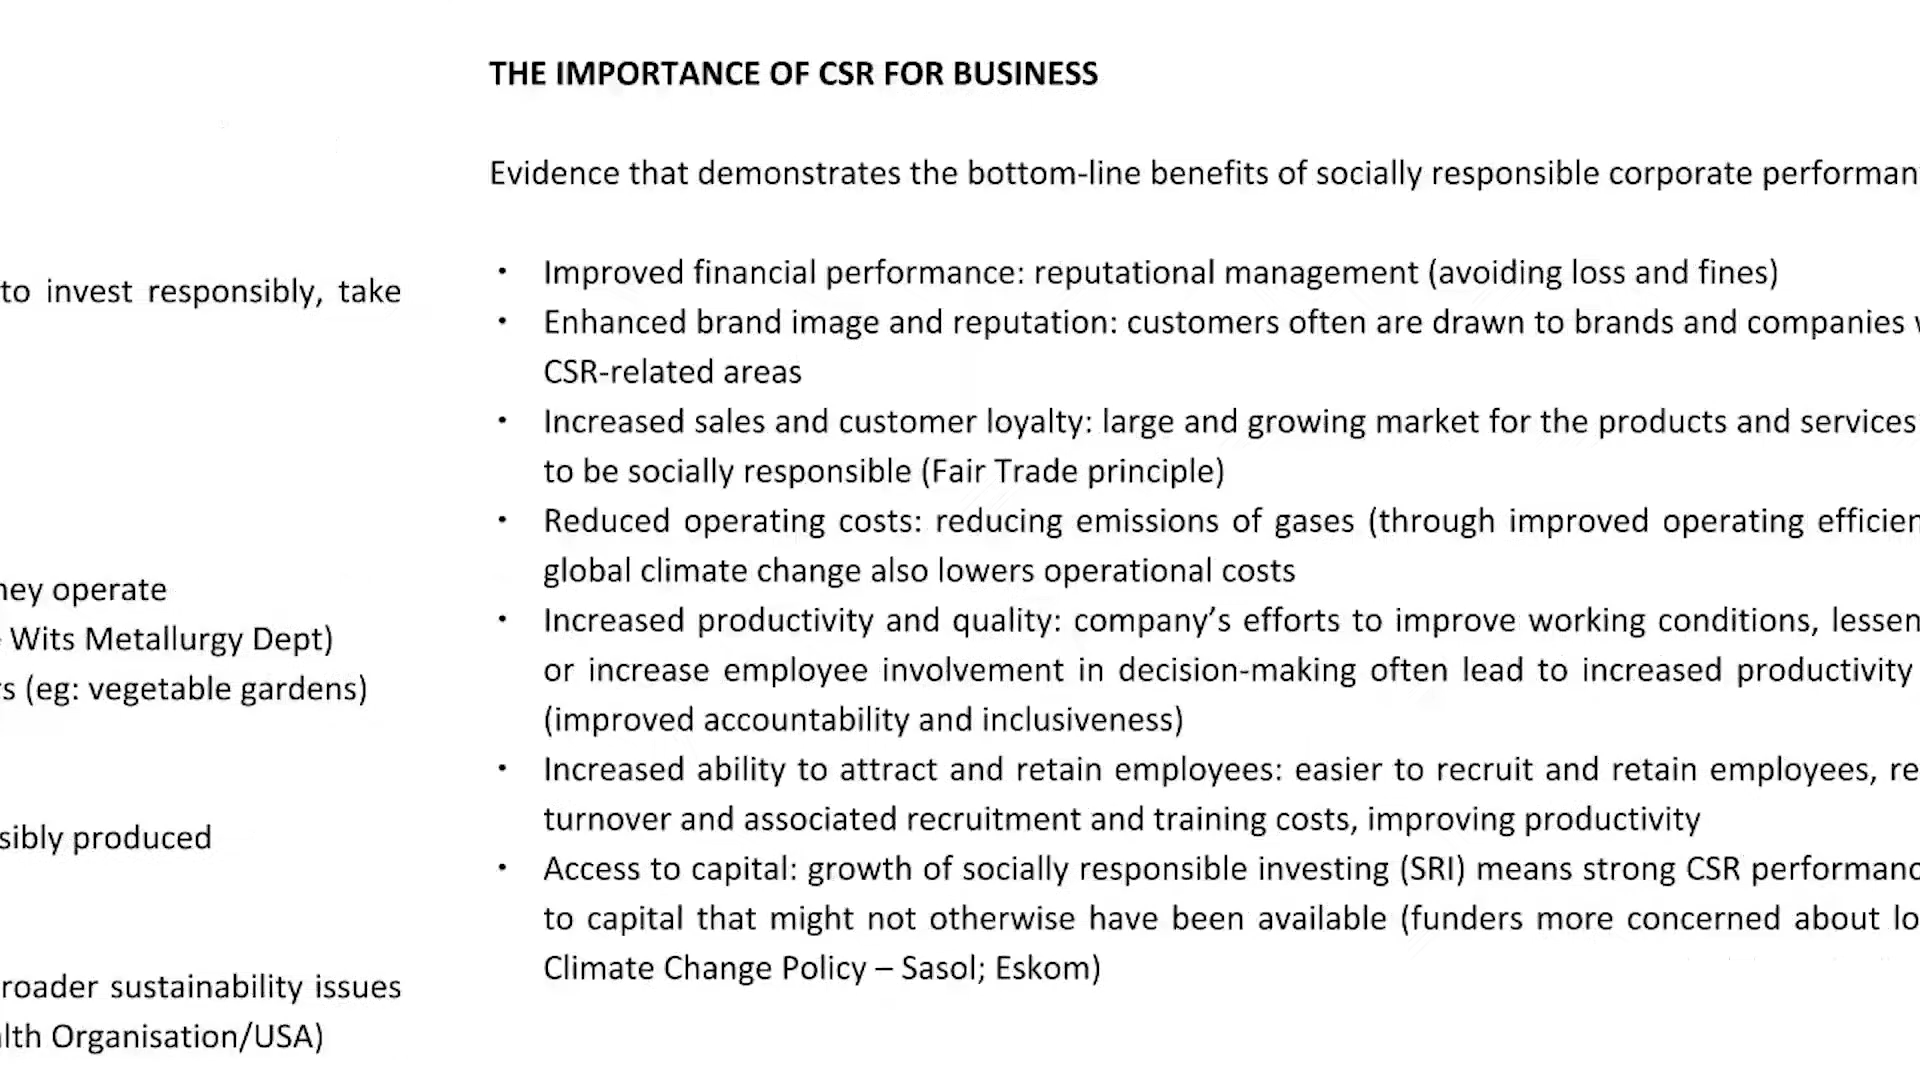 to invest responsibly, take
hey operate
Wits Metallurgy Dept)
rs (eg: vegetable gardens)
sibly produced
roader sustainability issues
lth Organisation/USA)
THE IMPORTANCE OF CSR FOR BUSINESS
Evidence that demonstrates the bottom-line benefits of socially responsible corporate performan
• Improved financial performance: reputational management (avoiding loss and fines)
• Enhanced brand image and reputation: customers often are drawn to brands and companies
CSR-related areas
• Increased sales and customer loyalty: large and growing market for the products and services
to be socially responsible (Fair Trade principle)
• Reduced operating costs: reducing emissions of gases (through improved operating efficien
global climate change also lowers operational costs
• Increased productivity and quality: company’s efforts to improve working conditions, lessen
or increase employee involvement in decision-making often lead to increased productivity
(improved accountability and inclusiveness)
• Increased ability to attract and retain employees: easier to recruit and retain employees, re
turnover and associated recruitment and training costs, improving productivity
• Access to capital: growth of socially responsible investing (SRI) means strong CSR performanc
to capital that might not otherwise have been available (funders more concerned about lo
Climate Change Policy – Sasol; Eskom)